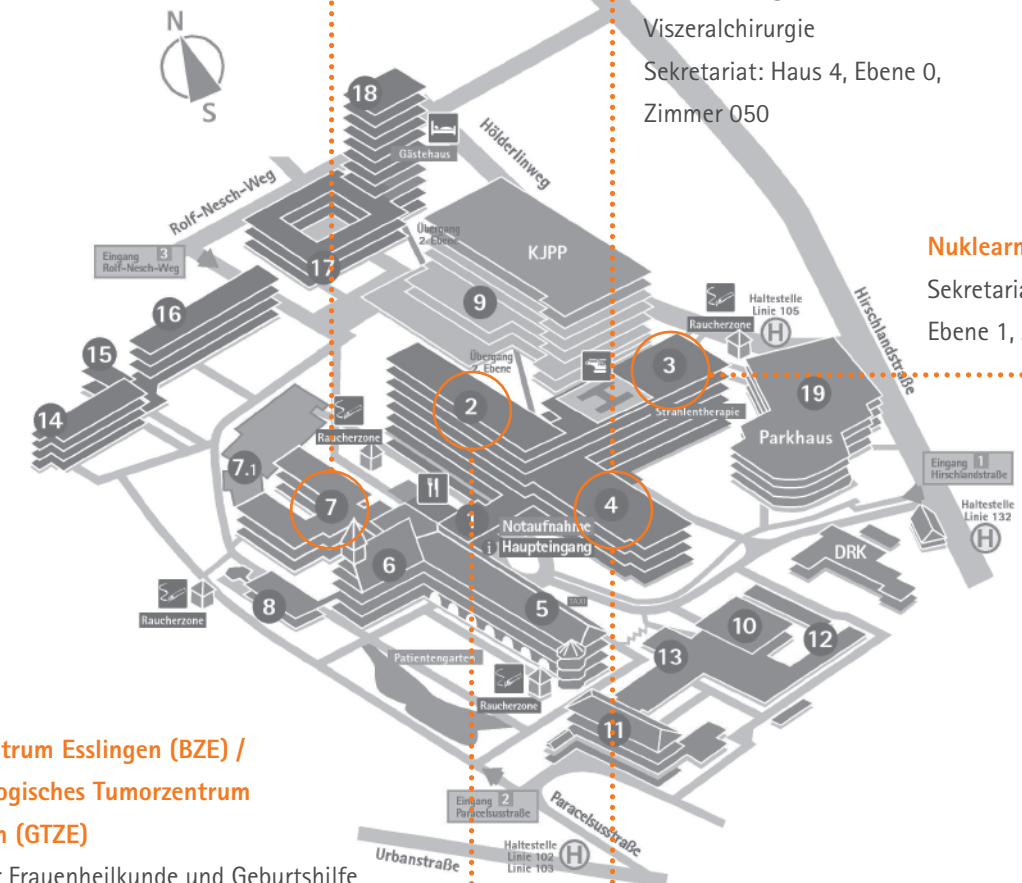 Viszeralchirurgie
Sekretariat: Haus 4, Ebene 0,
Zimmer 050
N
S
18
Gästehaus
Hölderlinweg
Rolf-Nesch-Weg
Eingang 3
Rolf-Nesch-Weg
17
Übergang
2. Ebene
KJPP
9
16
15
14
Hirschlandstraße
Haltestelle
Linie 105
H
Raucherzone
3
Übergang
2. Ebene
2
H
Strahlentherapie
19
Parkhaus
Raucherzone
7.1
7
4
Notaufnahme
i Haupteingang
Eingang 1
Hirschlandstraße
Haltestelle
Linie 132
H
DRK
6
8
5
TAXI
Raucherzone
10
12
13
Patientengarten
Raucherzone
11
Eingang 2
Paracelsusstraße
Paracelsusstraße
Urbanstraße
Haltestelle
Linie 102
Linie 103
H
Sekretaria
Ebene 1,
trum Esslingen (BZE) /
ogisches Tumorzentrum
(GTZE)
Frauenheilkunde und Geburtshilfe